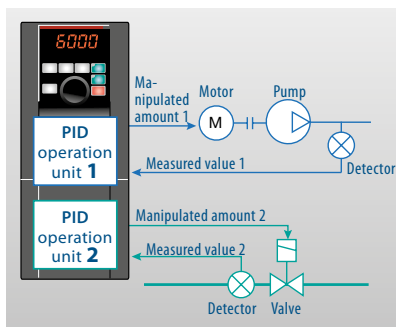 6000
Ma-
nipulated
amount 1
Motor
Pump
M
PID
operation
unit 1
Measured value 1
Detector
PID
operation
unit 2
Manipulated amount 2
Measured value 2
Detector
Valve